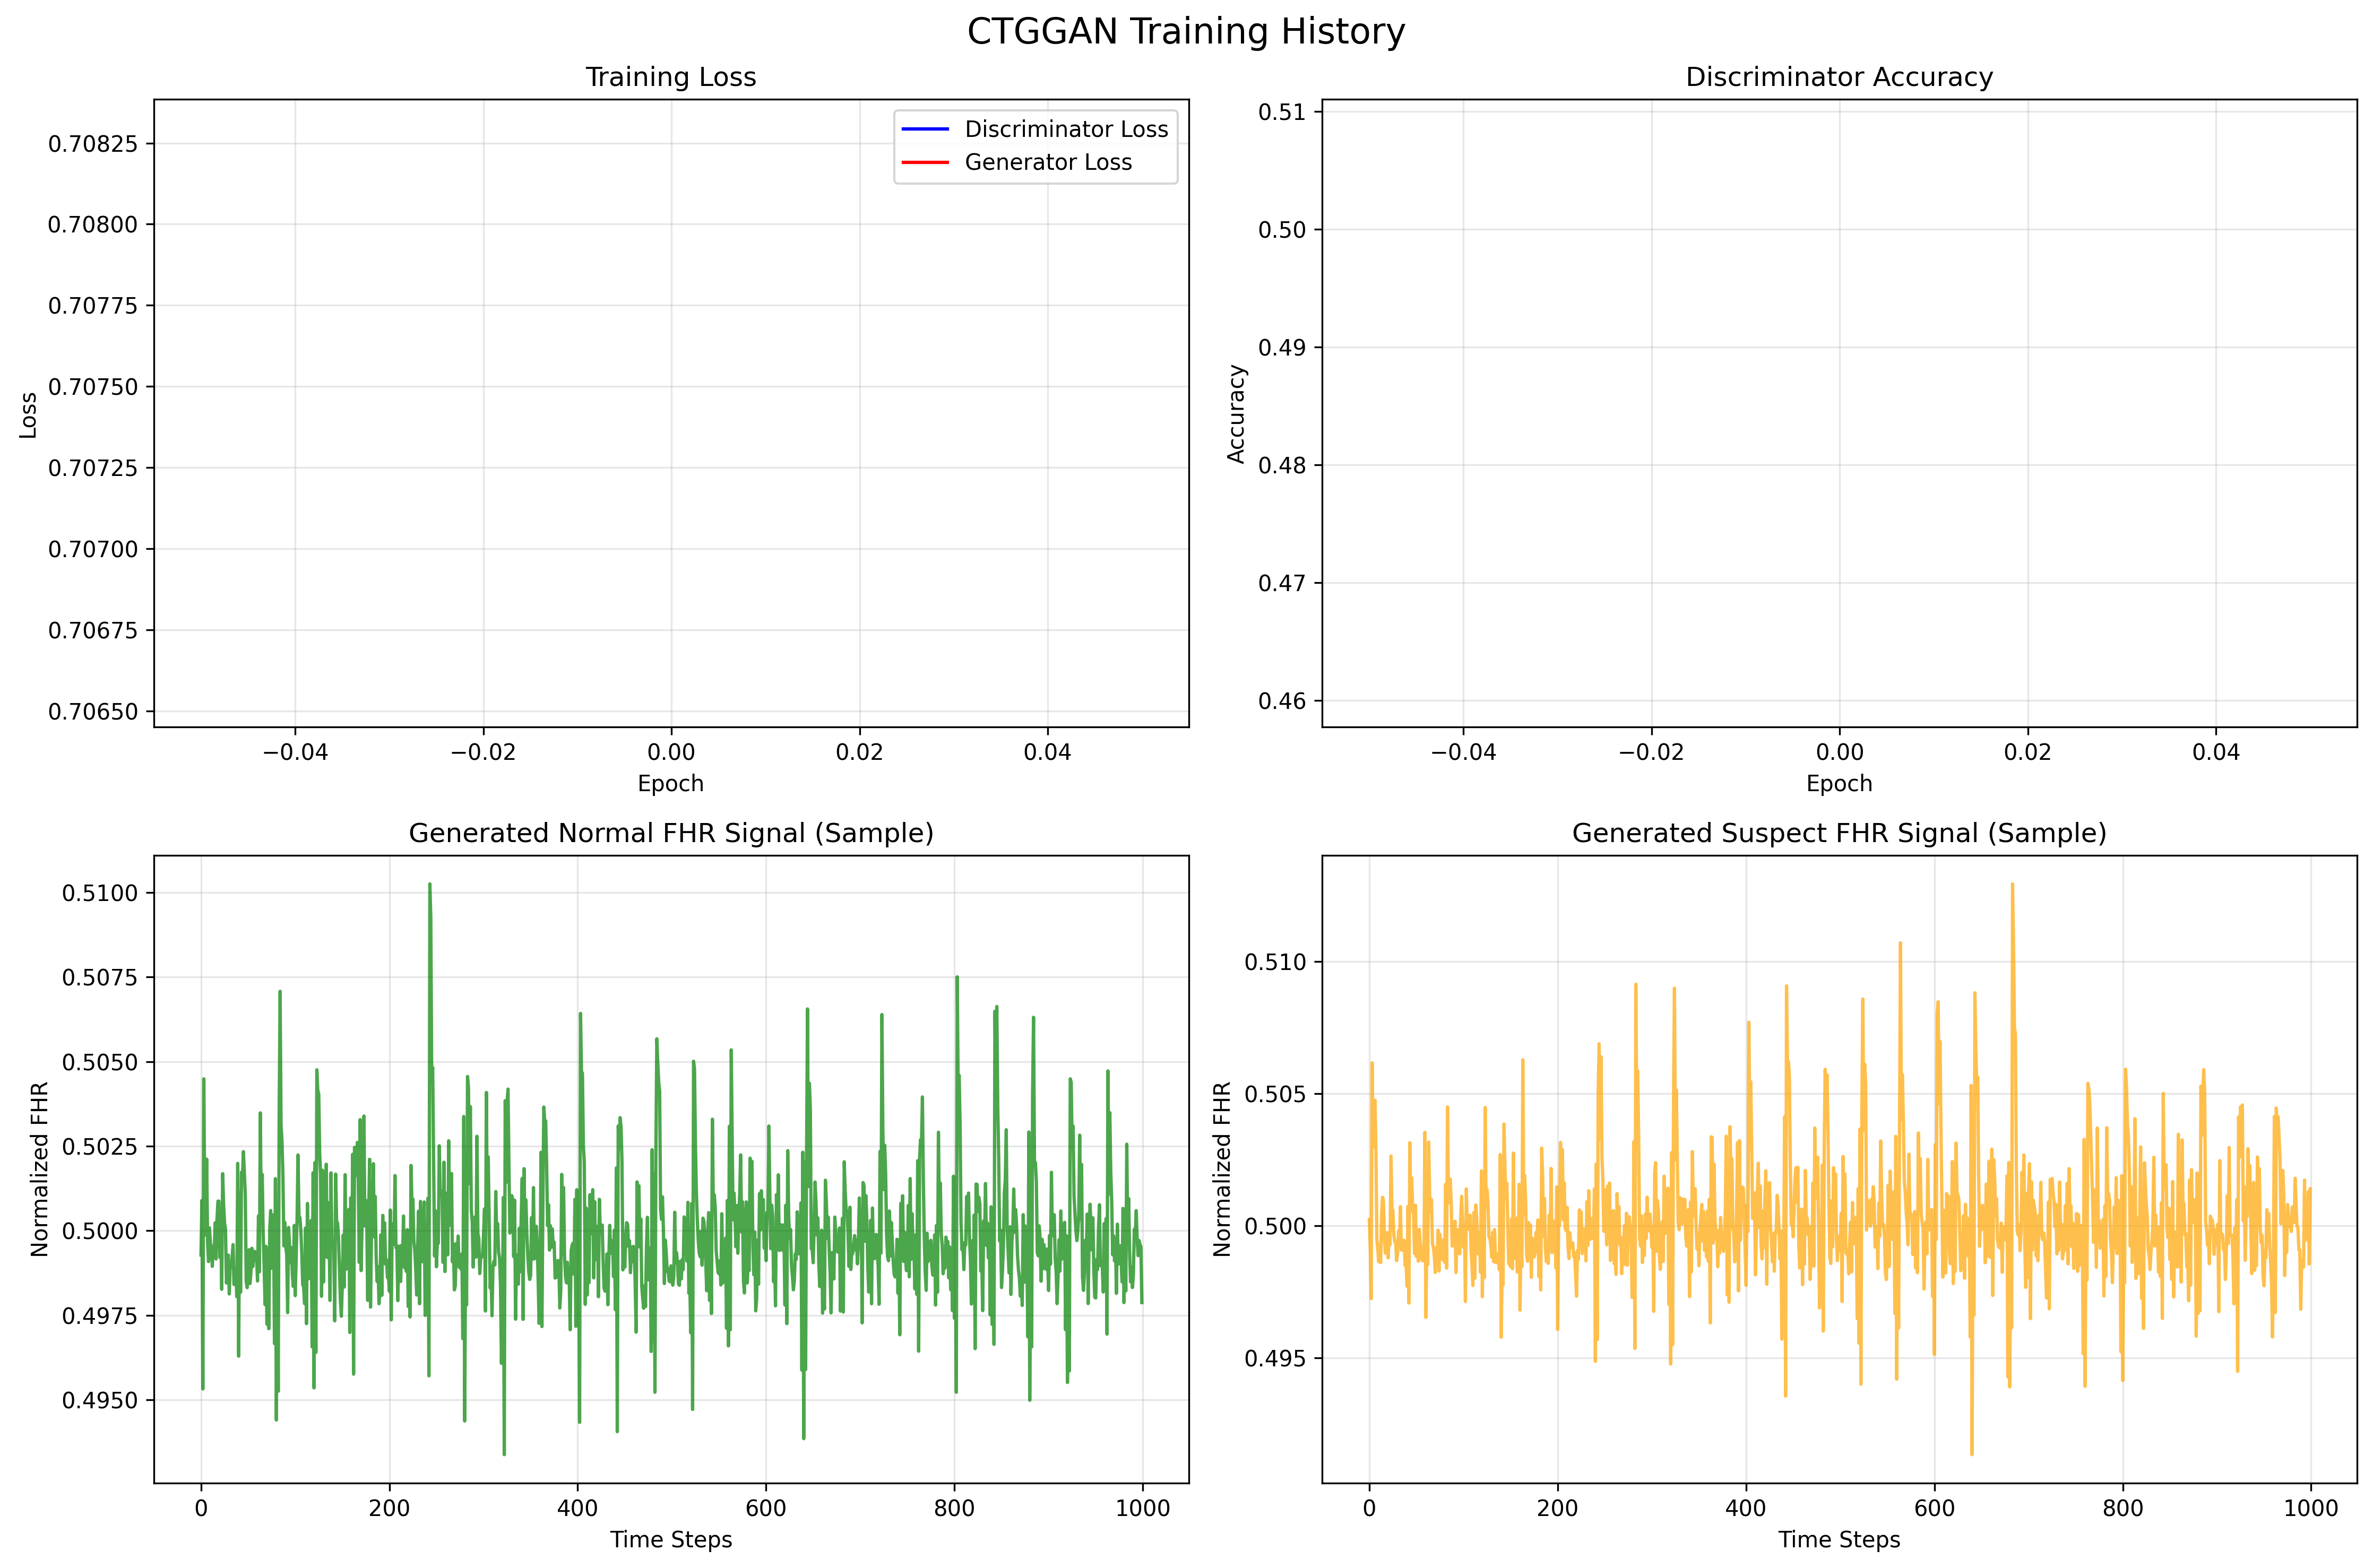 CTGGAN Training History
Training Loss
Discriminator Loss
Generator Loss
0.70825
0.70800
0.70775
0.70750
0.70725
0.70700
0.70675
0.70650
Loss
−0.04 −0.02 0.00 0.02 0.04
Epoch
Discriminator Accuracy
0.51
0.50
0.49
0.48
0.47
0.46
Accuracy
−0.04 −0.02 0.00 0.02 0.04
Epoch
Generated Normal FHR Signal (Sample)
0.5100
0.5075
0.5050
0.5025
0.5000
0.4975
0.4950
Normalized FHR
0 200 400 600 800 1000
Time Steps
Generated Suspect FHR Signal (Sample)
0.510
0.505
0.500
0.495
Normalized FHR
0 200 400 600 800 1000
Time Steps